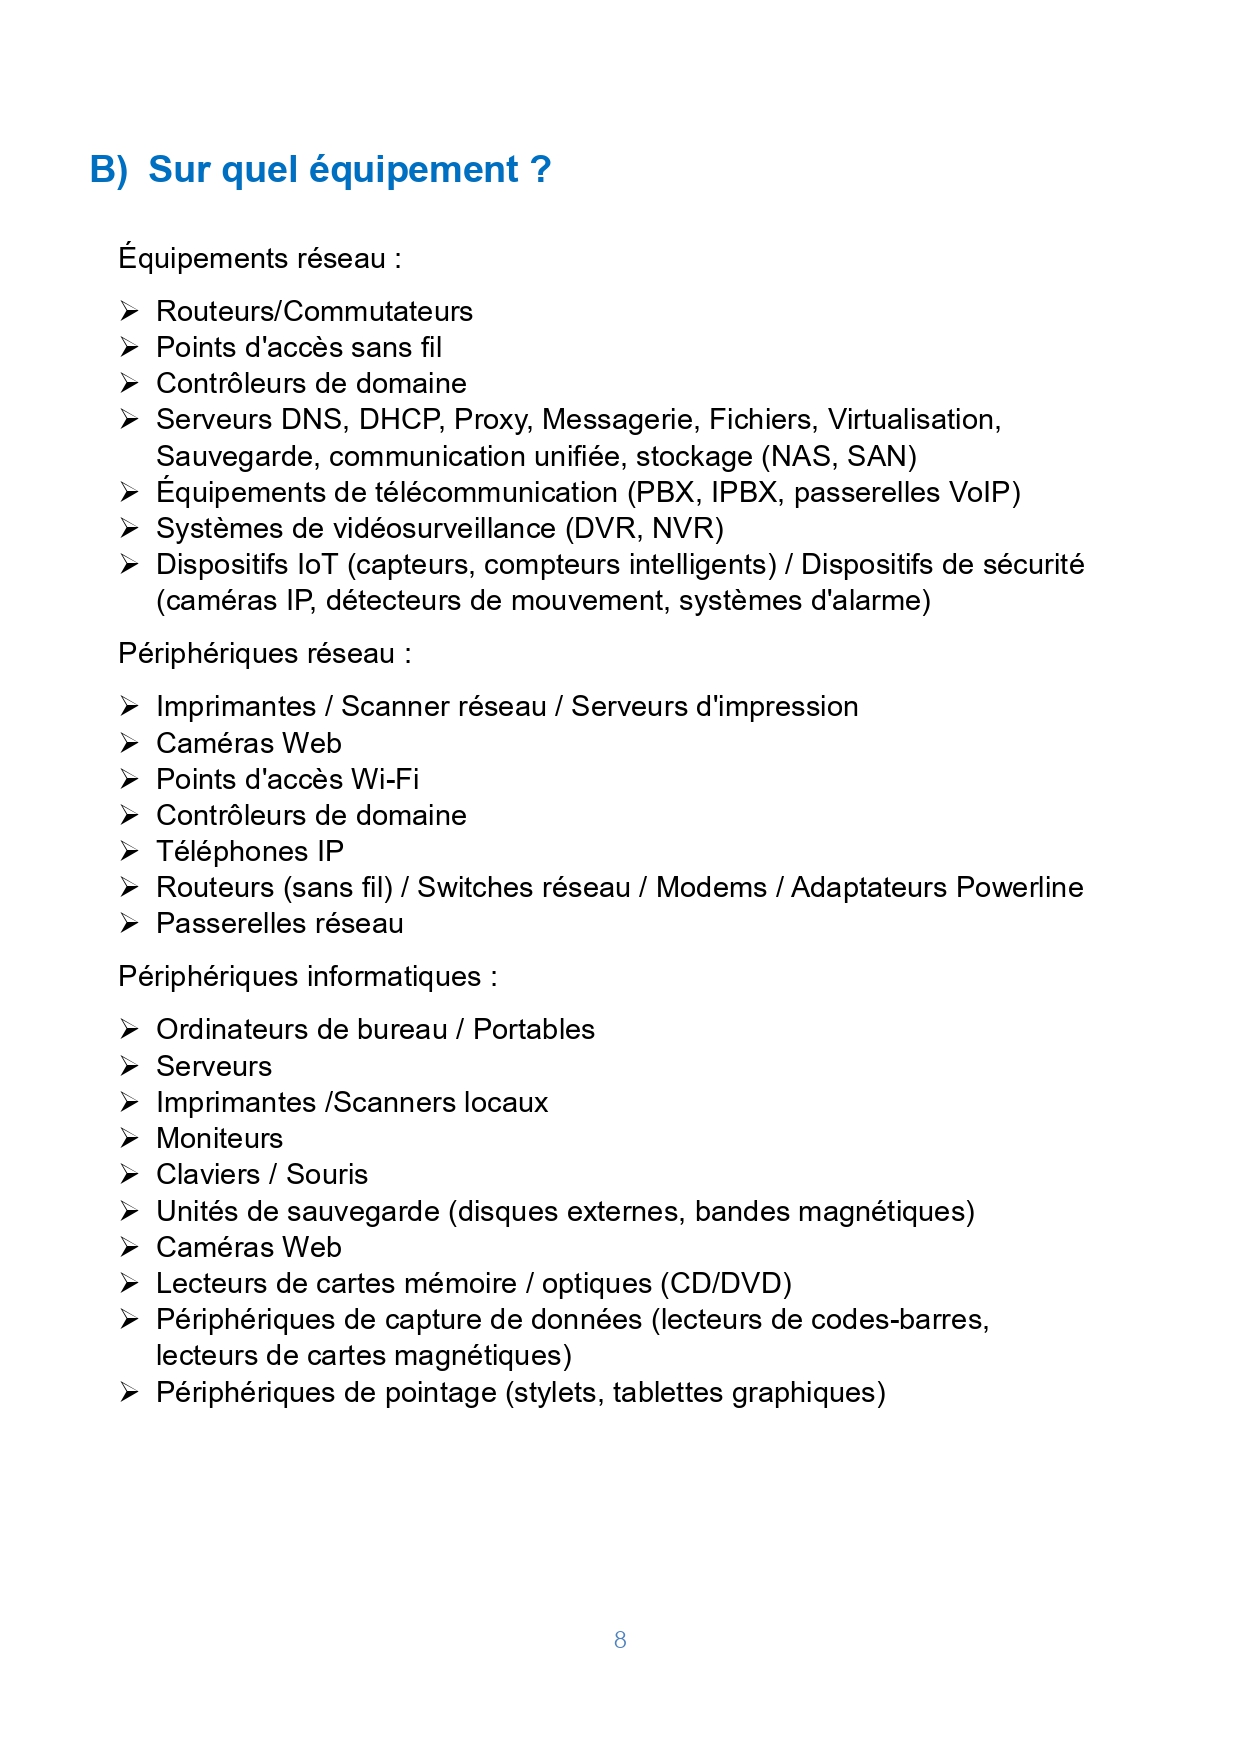 B) Sur quel équipement ?
Équipements réseau :
➢ Routeurs/Commutateurs
➢ Points d'accès sans fil
➢ Contrôleurs de domaine
➢ Serveurs DNS, DHCP, Proxy, Messagerie, Fichiers, Virtualisation,
Sauvegarde, communication unifiée, stockage (NAS, SAN)
➢ Équipements de télécommunication (PBX, IPBX, passerelles VoIP)
➢ Systèmes de vidéosurveillance (DVR, NVR)
➢ Dispositifs IoT (capteurs, compteurs intelligents) / Dispositifs de sécurité
(caméras IP, détecteurs de mouvement, systèmes d'alarme)
Périphériques réseau :
➢ Imprimantes / Scanner réseau / Serveurs d'impression
➢ Caméras Web
➢ Points d'accès Wi-Fi
➢ Contrôleurs de domaine
➢ Téléphones IP
➢ Routeurs (sans fil) / Switches réseau / Modems / Adaptateurs Powerline
➢ Passerelles réseau
Périphériques informatiques :
➢ Ordinateurs de bureau / Portables
➢ Serveurs
➢ Imprimantes /Scanners locaux
➢ Moniteurs
➢ Claviers / Souris
➢ Unités de sauvegarde (disques externes, bandes magnétiques)
➢ Caméras Web
➢ Lecteurs de cartes mémoire / optiques (CD/DVD)
➢ Périphériques de capture de données (lecteurs de codes-barres,
lecteurs de cartes magnétiques)
➢ Périphériques de pointage (stylets, tablettes graphiques)
8